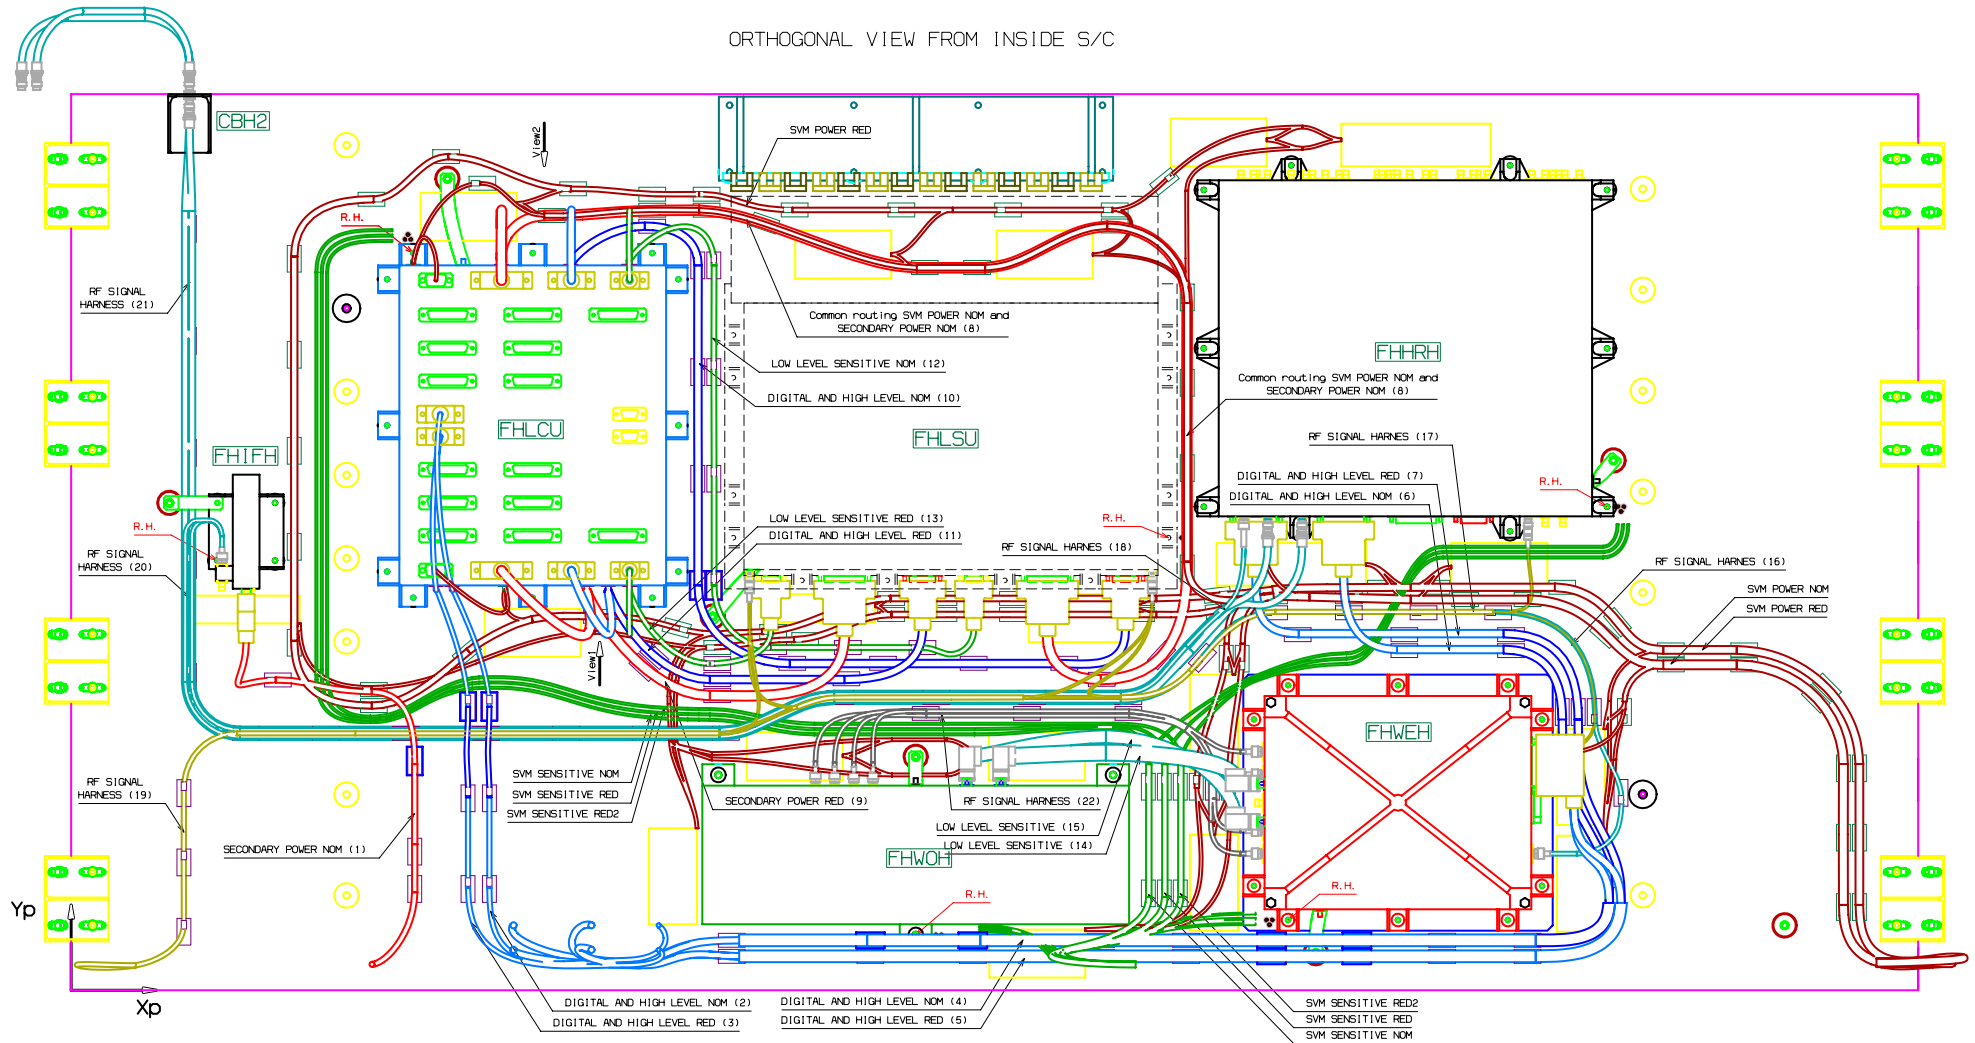 ORTHOGONAL VIEW FROM INSIDE S/C
CBH2
View2
SVM POWER RED
R.H.
RF SIGNAL
HARNESS (21)
Common routing SVM POWER NOM and
SECONDARY POWER NOM (8)
LOW LEVEL SENSITIVE NOM (12)
DIGITAL AND HIGH LEVEL NOM (10)
FHHRH
Common routing SVM POWER NOM and
SECONDARY POWER NOM (8)
FHLCU
FHLSU
RF SIGNAL HARNES (17)
FHIFH
DIGITAL AND HIGH LEVEL RED (7)
DIGITAL AND HIGH LEVEL NOM (6)
R.H.
R.H.
LOW LEVEL SENSITIVE RED (13)
DIGITAL AND HIGH LEVEL RED (11)
R.H.
RF SIGNAL HARNES (18)
RF SIGNAL
HARNESS (20)
RF SIGNAL HARNES (16)
SVM POWER NOM
SVM POWER RED
View1
FHWEH
SVM SENSITIVE NOM
SVM SENSITIVE RED
SVM SENSITIVE RED2
RF SIGNAL
HARNESS (19)
SECONDARY POWER RED (9)
RF SIGNAL HARNESS (22)
LOW LEVEL SENSITIVE (15)
LOW LEVEL SENSITIVE (14)
SECONDARY POWER NOM (1)
FHWOH
R.H.
R.H.
Yp
Xp
DIGITAL AND HIGH LEVEL NOM (2)
DIGITAL AND HIGH LEVEL RED (3)
DIGITAL AND HIGH LEVEL NOM (4)
DIGITAL AND HIGH LEVEL RED (5)
SVM SENSITIVE RED2
SVM SENSITIVE RED
SVM SENSITIVE NOM